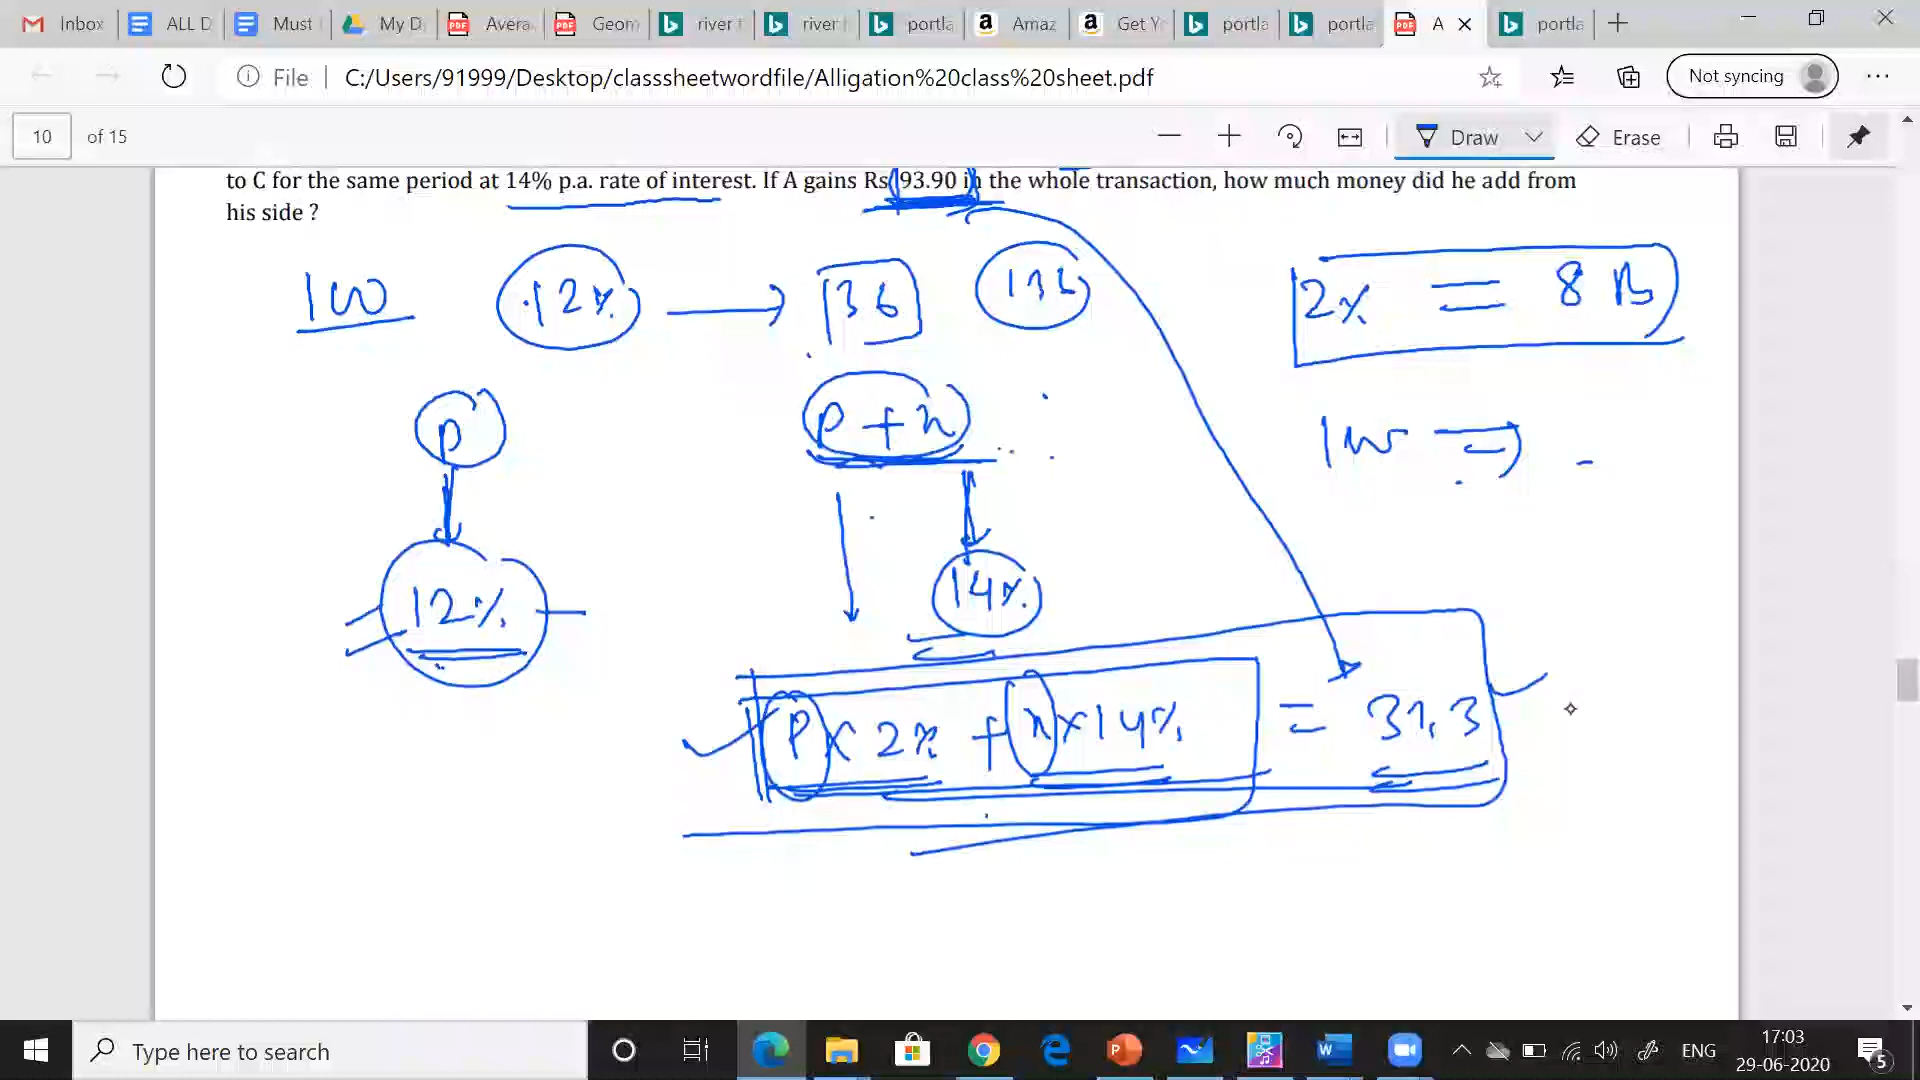 Inbox ALL D Must My D Avera Geom river river portla Amaz Get Y portla portla A portla
File C:/Users/91999/Desktop/classsheetwordfile/Alligation%20class%20sheet.pdf Not syncing
10 of 15 Draw Erase
to C for the same period at 14% p.a. rate of interest. If A gains Rs 93.90 in the whole transaction, how much money did he add from
his side ?
100 12% 36 136 2% = 8 Rs
P P + x 100
12% 14%
P × 2% + x × 14% = 31.3
Type here to search ENG 17:03
29-06-2020 5